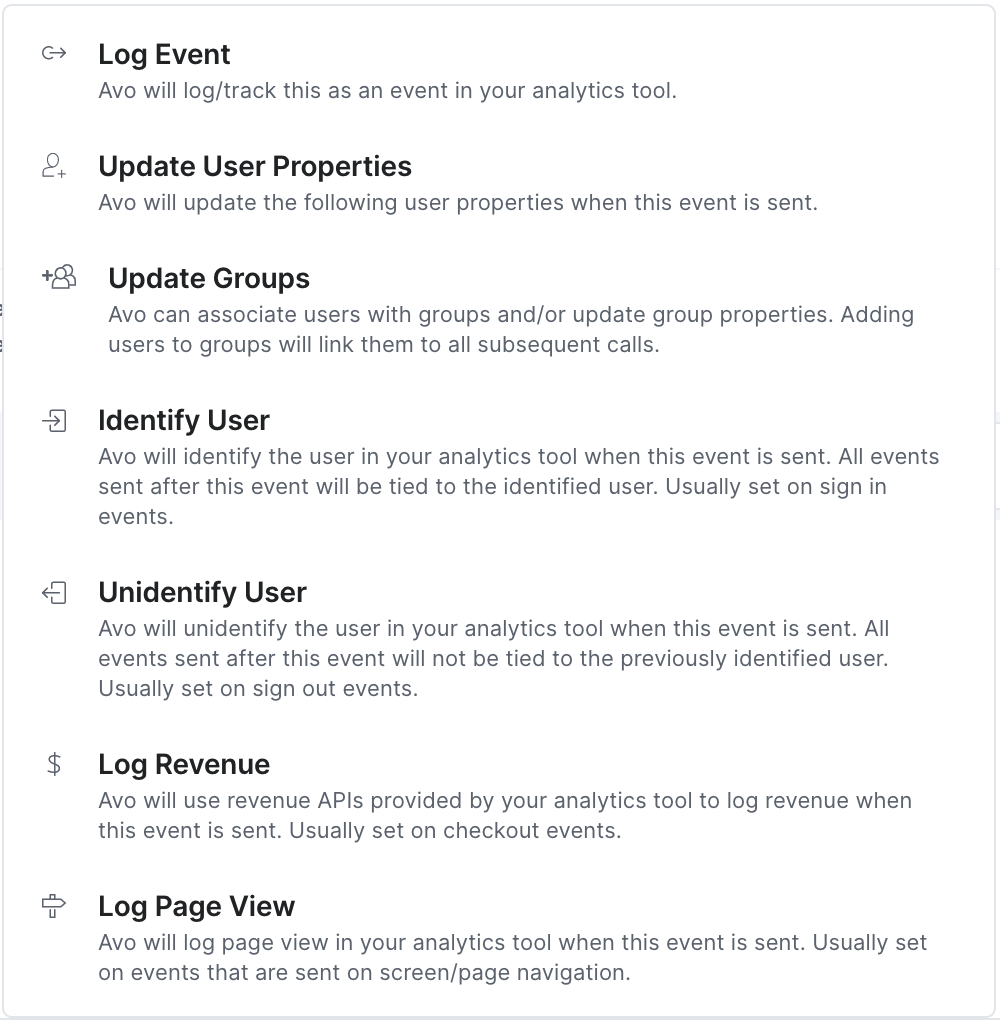 Log Event
Avo will log/track this as an event in your analytics tool.
Update User Properties
Avo will update the following user properties when this event is sent.
Update Groups
Avo can associate users with groups and/or update group properties. Adding
users to groups will link them to all subsequent calls.
Identify User
Avo will identify the user in your analytics tool when this event is sent. All events
sent after this event will be tied to the identified user. Usually set on sign in
events.
Unidentify User
Avo will unidentify the user in your analytics tool when this event is sent. All
events sent after this event will not be tied to the previously identified user.
Usually set on sign out events.
$ Log Revenue
Avo will use revenue APIs provided by your analytics tool to log revenue when
this event is sent. Usually set on checkout events.
Log Page View
Avo will log page view in your analytics tool when this event is sent. Usually set
on events that are sent on screen/page navigation.